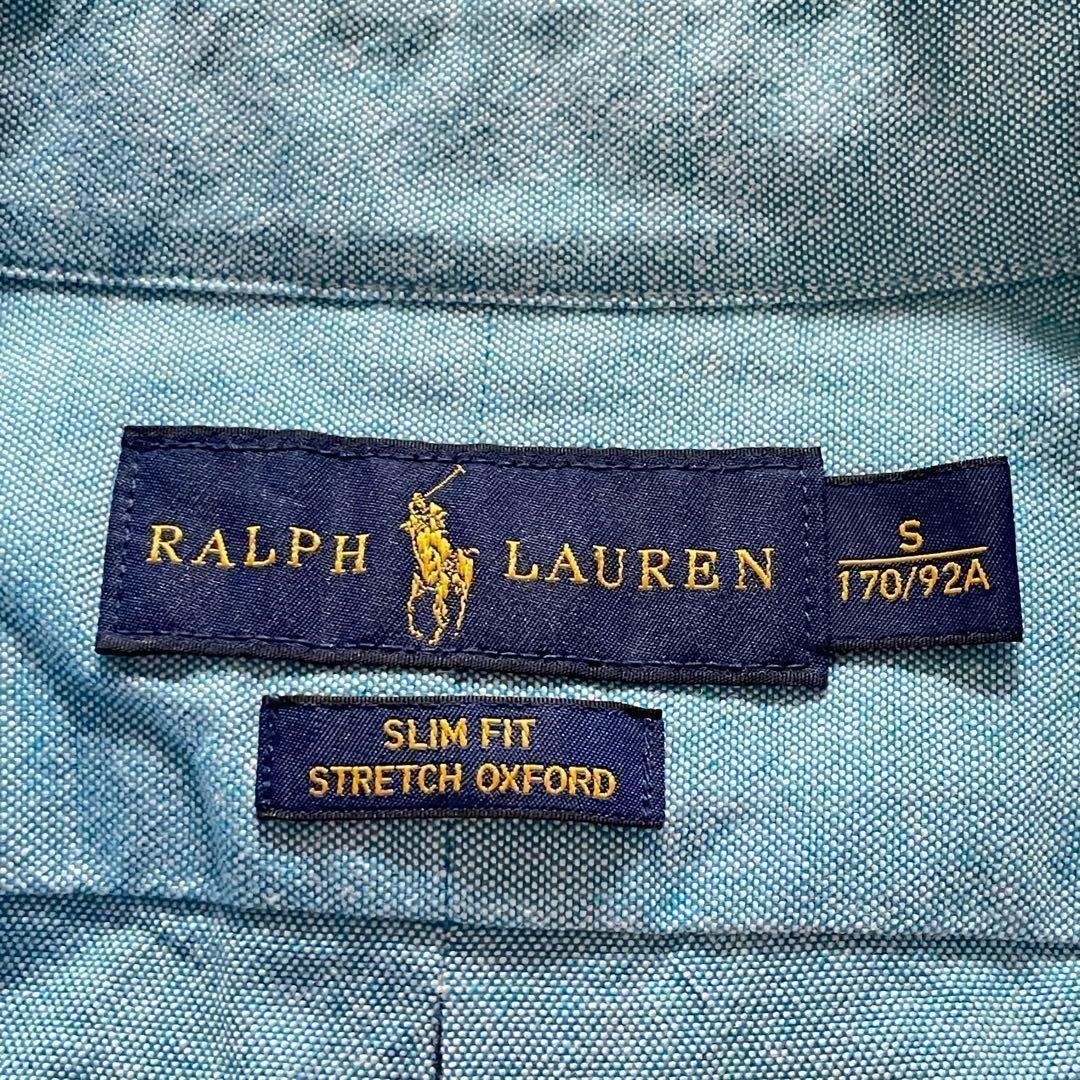 RALPH LAUREN
S
170/92A
SLIM FIT
STRETCH OXFORD